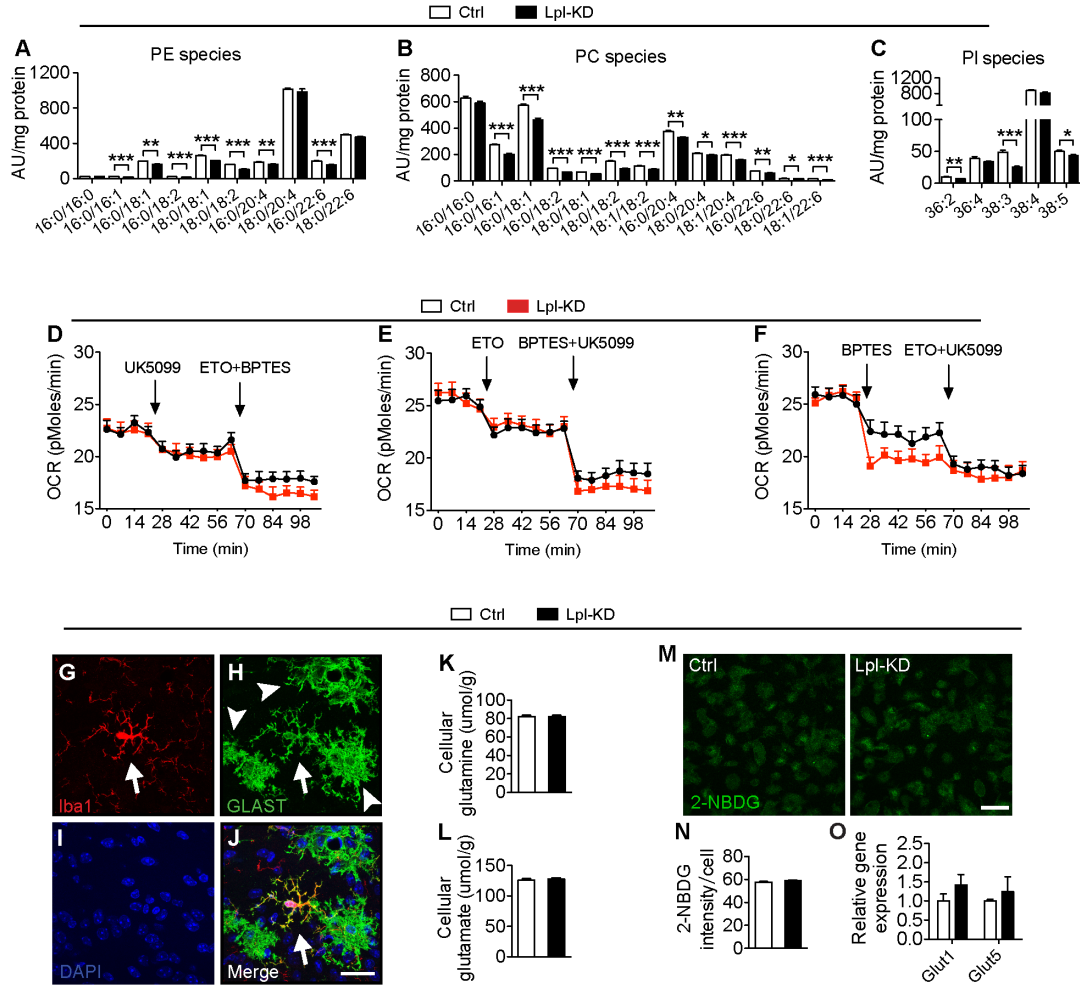 Ctrl Lpl-KD
A B C
PE species PC species PI species
AU/mg protein
1200
800
400
0
*** ** *** *** *** ** ***
16:0/16:0 16:0/16:1 16:0/18:1 16:0/18:2 18:0/18:1 18:0/18:2 16:0/20:4 18:0/20:4 16:0/22:6 18:0/22:6
AU/mg protein
800
600
400
200
0
*** *** *** *** *** *** ** * *** ** * ***
16:0/16:0 16:0/16:1 16:0/18:1 16:0/18:2 18:0/18:1 18:0/18:2 18:1/18:2 16:0/20:4 18:0/20:4 18:1/20:4 16:0/22:6 18:0/22:6 18:1/22:6
AU/mg protein
1200
800
100
50
0
** *** *
36:2 36:4 38:3 38:4 38:5
Ctrl Lpl-KD
D E F
OCR (pMoles/min)
30
25
20
15
UK5099 ETO+BPTES
0 14 28 42 56 70 84 98
Time (min)
OCR (pMoles/min)
30
25
20
15
ETO BPTES+UK5099
0 14 28 42 56 70 84 98
Time (min)
OCR (pMoles/min)
30
25
20
15
BPTES ETO+UK5099
0 14 28 42 56 70 84 98
Time (min)
Ctrl Lpl-KD
G
Iba1
H
GLAST
I
DAPI
J
Merge
K
Cellular
glutamine (umol/g)
100
80
60
40
20
0
L
Cellular
glutamate (umol/g)
150
100
50
0
M
Ctrl Lpl-KD
2-NBDG
N
2-NBDG
intensity/cell
60
40
20
0
O
Relative gene
expression
2.5
2.0
1.5
1.0
0.5
0.0
Glut1 Glut5